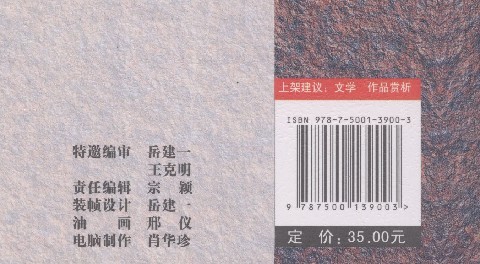 特邀编审 岳建一
王克明
责任编辑 宗 颖
装帧设计 岳建一
油 画 邢 仪
电脑制作 肖华珍
上架建议：文学 作品赏析
ISBN 978-7-5001-3900-3
9 787500 139003 >
定 价：35.00元